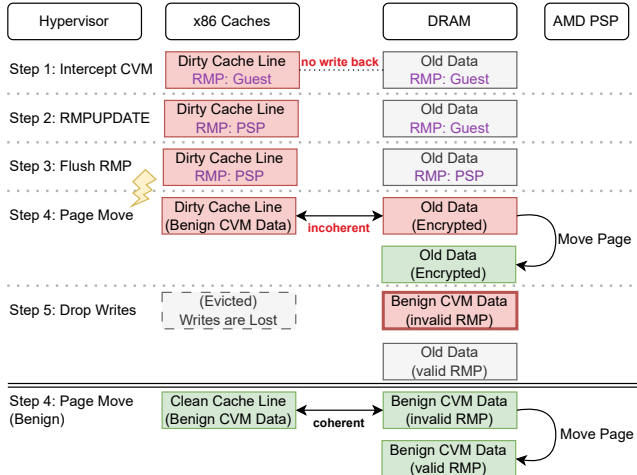 Hypervisor
x86 Caches
DRAM
AMD PSP
Step 1: Intercept CVM
Dirty Cache Line
RMP: Guest
no write back
Old Data
RMP: Guest
Step 2: RMPUPDATE
Dirty Cache Line
RMP: PSP
Old Data
RMP: Guest
Step 3: Flush RMP
Dirty Cache Line
RMP: PSP
Old Data
RMP: PSP
Step 4: Page Move
Dirty Cache Line
(Benign CVM Data)
incoherent
Old Data
(Encrypted)
Move Page
Old Data
(Encrypted)
Step 5: Drop Writes
(Evicted)
Writes are Lost
Benign CVM Data
(invalid RMP)
Old Data
(valid RMP)
Step 4: Page Move
(Benign)
Clean Cache Line
(Benign CVM Data)
coherent
Benign CVM Data
(invalid RMP)
Move Page
Benign CVM Data
(valid RMP)